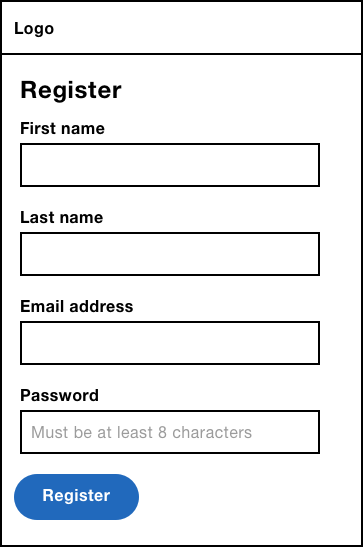 Logo
Register
First name
Last name
Email address
Password
Must be at least 8 characters
Register